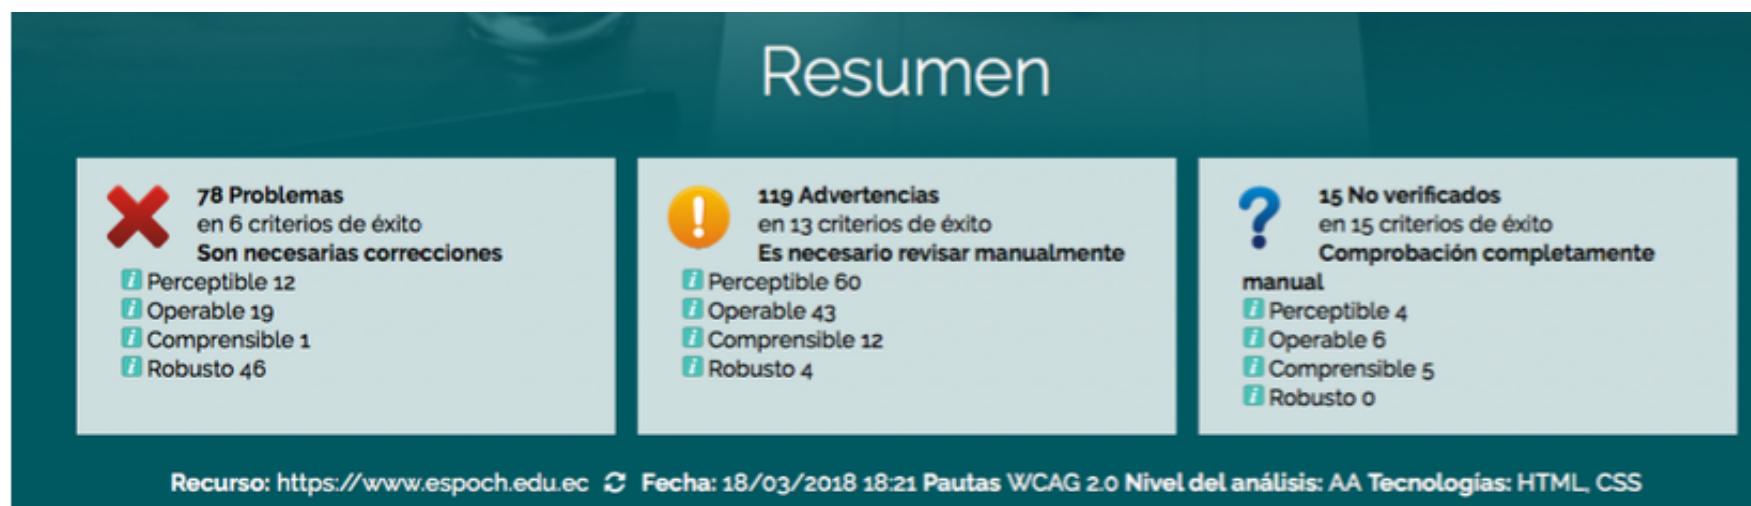 Resumen
78 Problemas
en 6 criterios de éxito
Son necesarias correcciones
Perceptible 12
Operable 19
Comprensible 1
Robusto 46
119 Advertencias
en 13 criterios de éxito
Es necesario revisar manualmente
Perceptible 60
Operable 43
Comprensible 12
Robusto 4
15 No verificados
en 15 criterios de éxito
Comprobación completamente
manual
Perceptible 4
Operable 6
Comprensible 5
Robusto 0
Recurso: https://www.espoch.edu.ec Fecha: 18/03/2018 18:21 Pautas WCAG 2.0 Nivel del análisis: AA Tecnologías: HTML, CSS